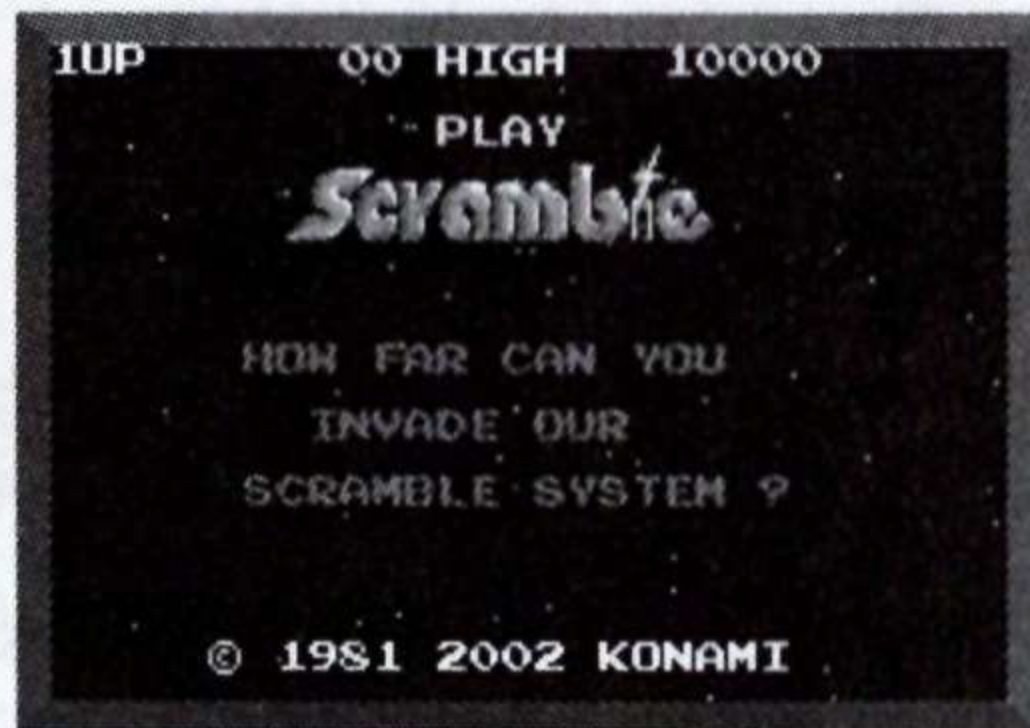 1UP 00 HIGH 10000
PLAY
Scramble
HOW FAR CAN YOU
INVADE OUR
SCRAMBLE SYSTEM ?
© 1981 2002 KONAMI